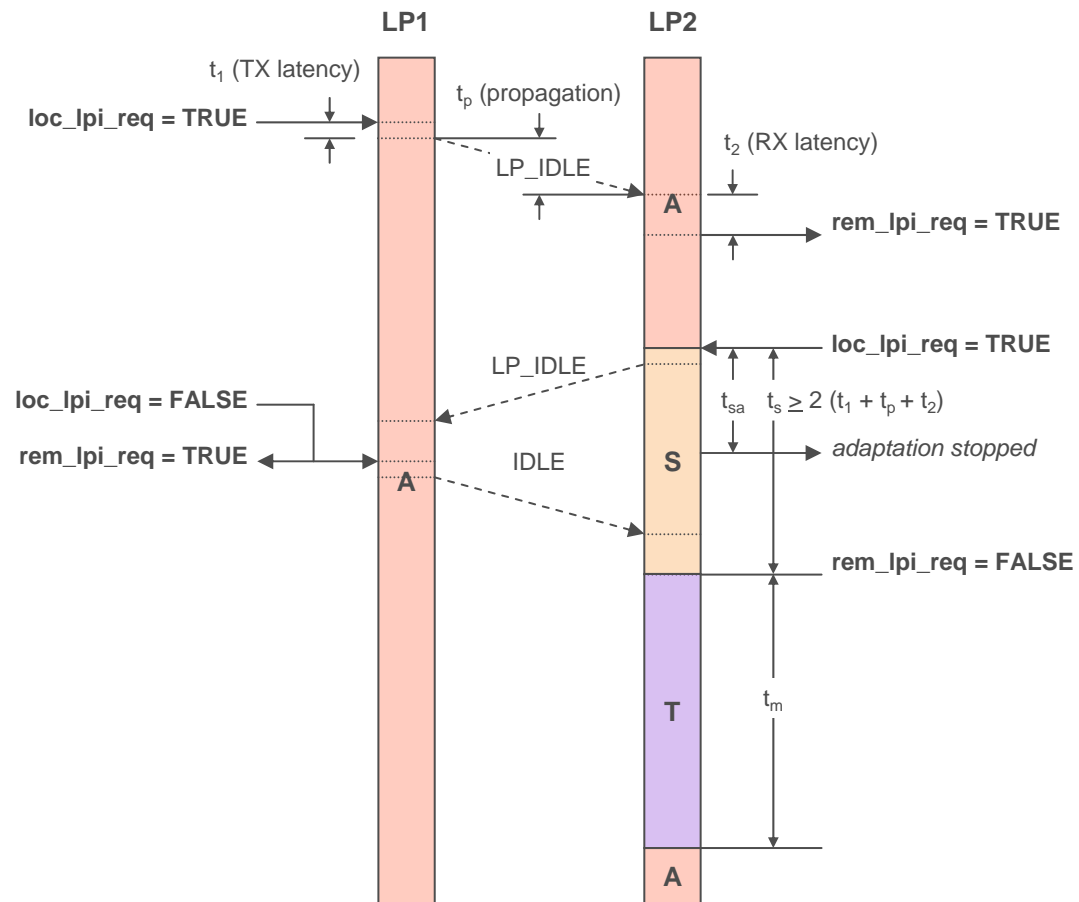 LP1
LP2
t₁ (TX latency)
loc_lpi_req = TRUE
tₚ (propagation)
t₂ (RX latency)
LP_IDLE
A
rem_lpi_req = TRUE
loc_lpi_req = TRUE
LP_IDLE
loc_lpi_req = FALSE
tₛₐ
tₛ ≥ 2 (t₁ + tₚ + t₂)
rem_lpi_req = TRUE
adaptation stopped
IDLE
S
A
rem_lpi_req = FALSE
T
tₘ
A